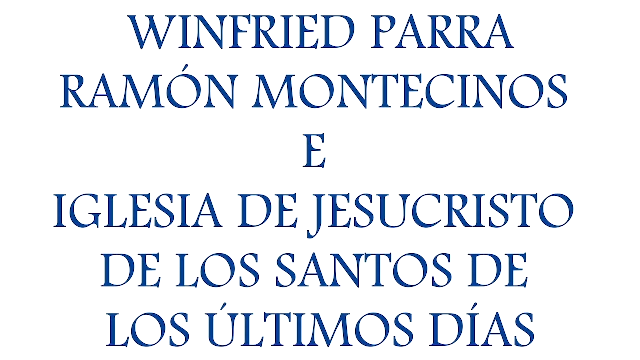 WINFRIED PARRA
RAMÓN MONTECINOS
E
IGLESIA DE JESUCRISTO
DE LOS SANTOS DE
LOS ÚLTIMOS DÍAS